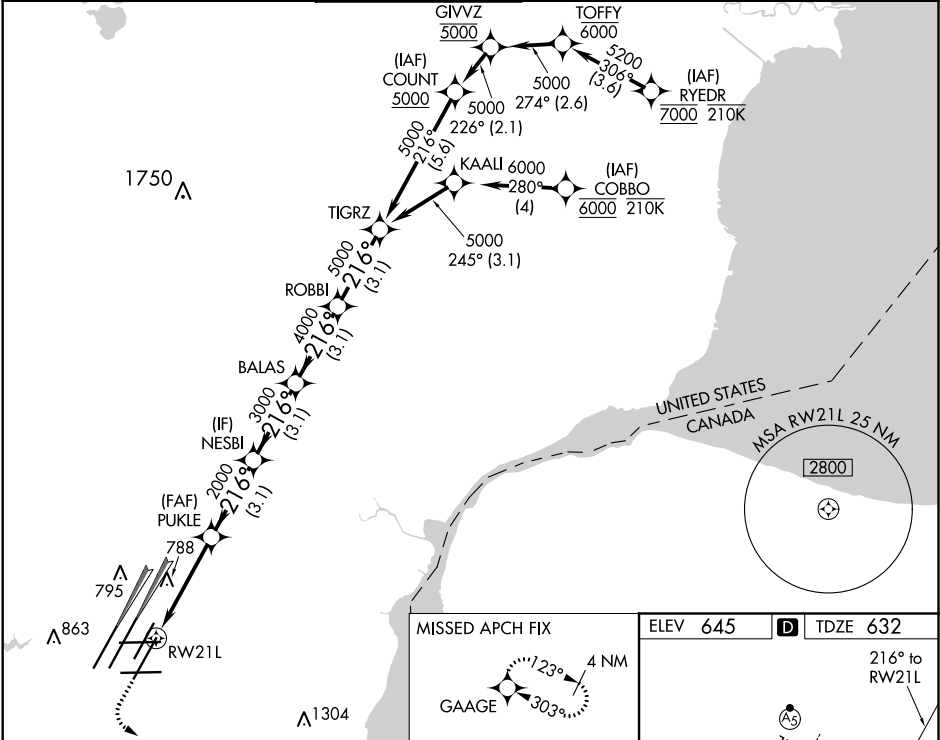 GIVVZ
5000
TOFFY
6000
5200
306°
(3.6)
(IAF)
RYEDR
7000 210K
(IAF)
COUNT
5000
5000
274° (2.6)
5000
226° (2.1)
5000
216°
(5.6)
1750
KAALI
6000
280°
(4)
(IAF)
COBBO
6000 210K
TIGRZ
5000
245° (3.1)
5000
216°
(3.1)
ROBBI
4000
216°
(3.1)
BALAS
3000
216°
(3.1)
(IF)
NESBI
2000
216°
(3.1)
(FAF)
PUKLE
UNITED STATES
CANADA
MSA RW21L 25 NM
2800
788
795
863
RW21L
1304
MISSED APCH FIX
123°
4 NM
303°
GAAGE
ELEV 645 D TDZE 632
216° to
RW21L
A5